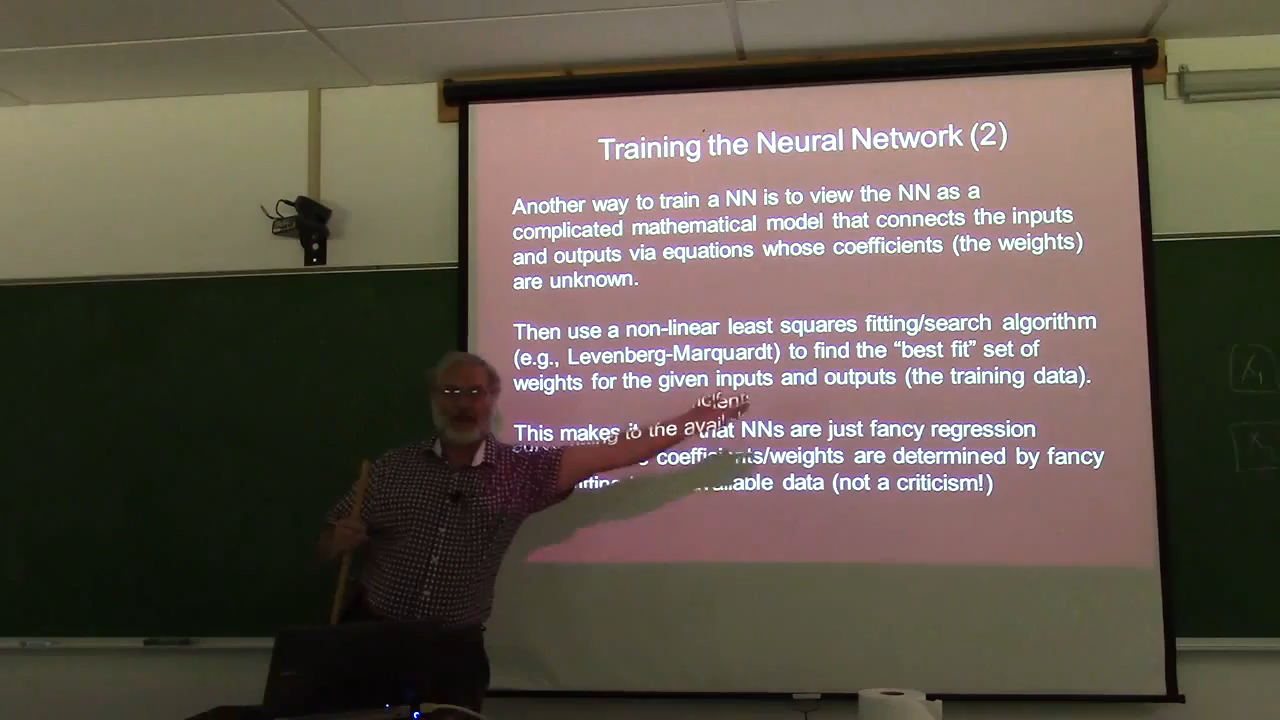 Training the Neural Network (2)
Another way to train a NN is to view the NN as a
complicated mathematical model that connects the inputs
and outputs via equations whose coefficients (the weights)
are unknown.
Then use a non-linear least squares fitting/search algorithm
(e.g., Levenberg-Marquardt) to find the “best fit” set of
weights for the given inputs and outputs (the training data).
This makes it that NNs are just fancy regression
coefficients/weights are determined by fancy
available data (not a criticism!)